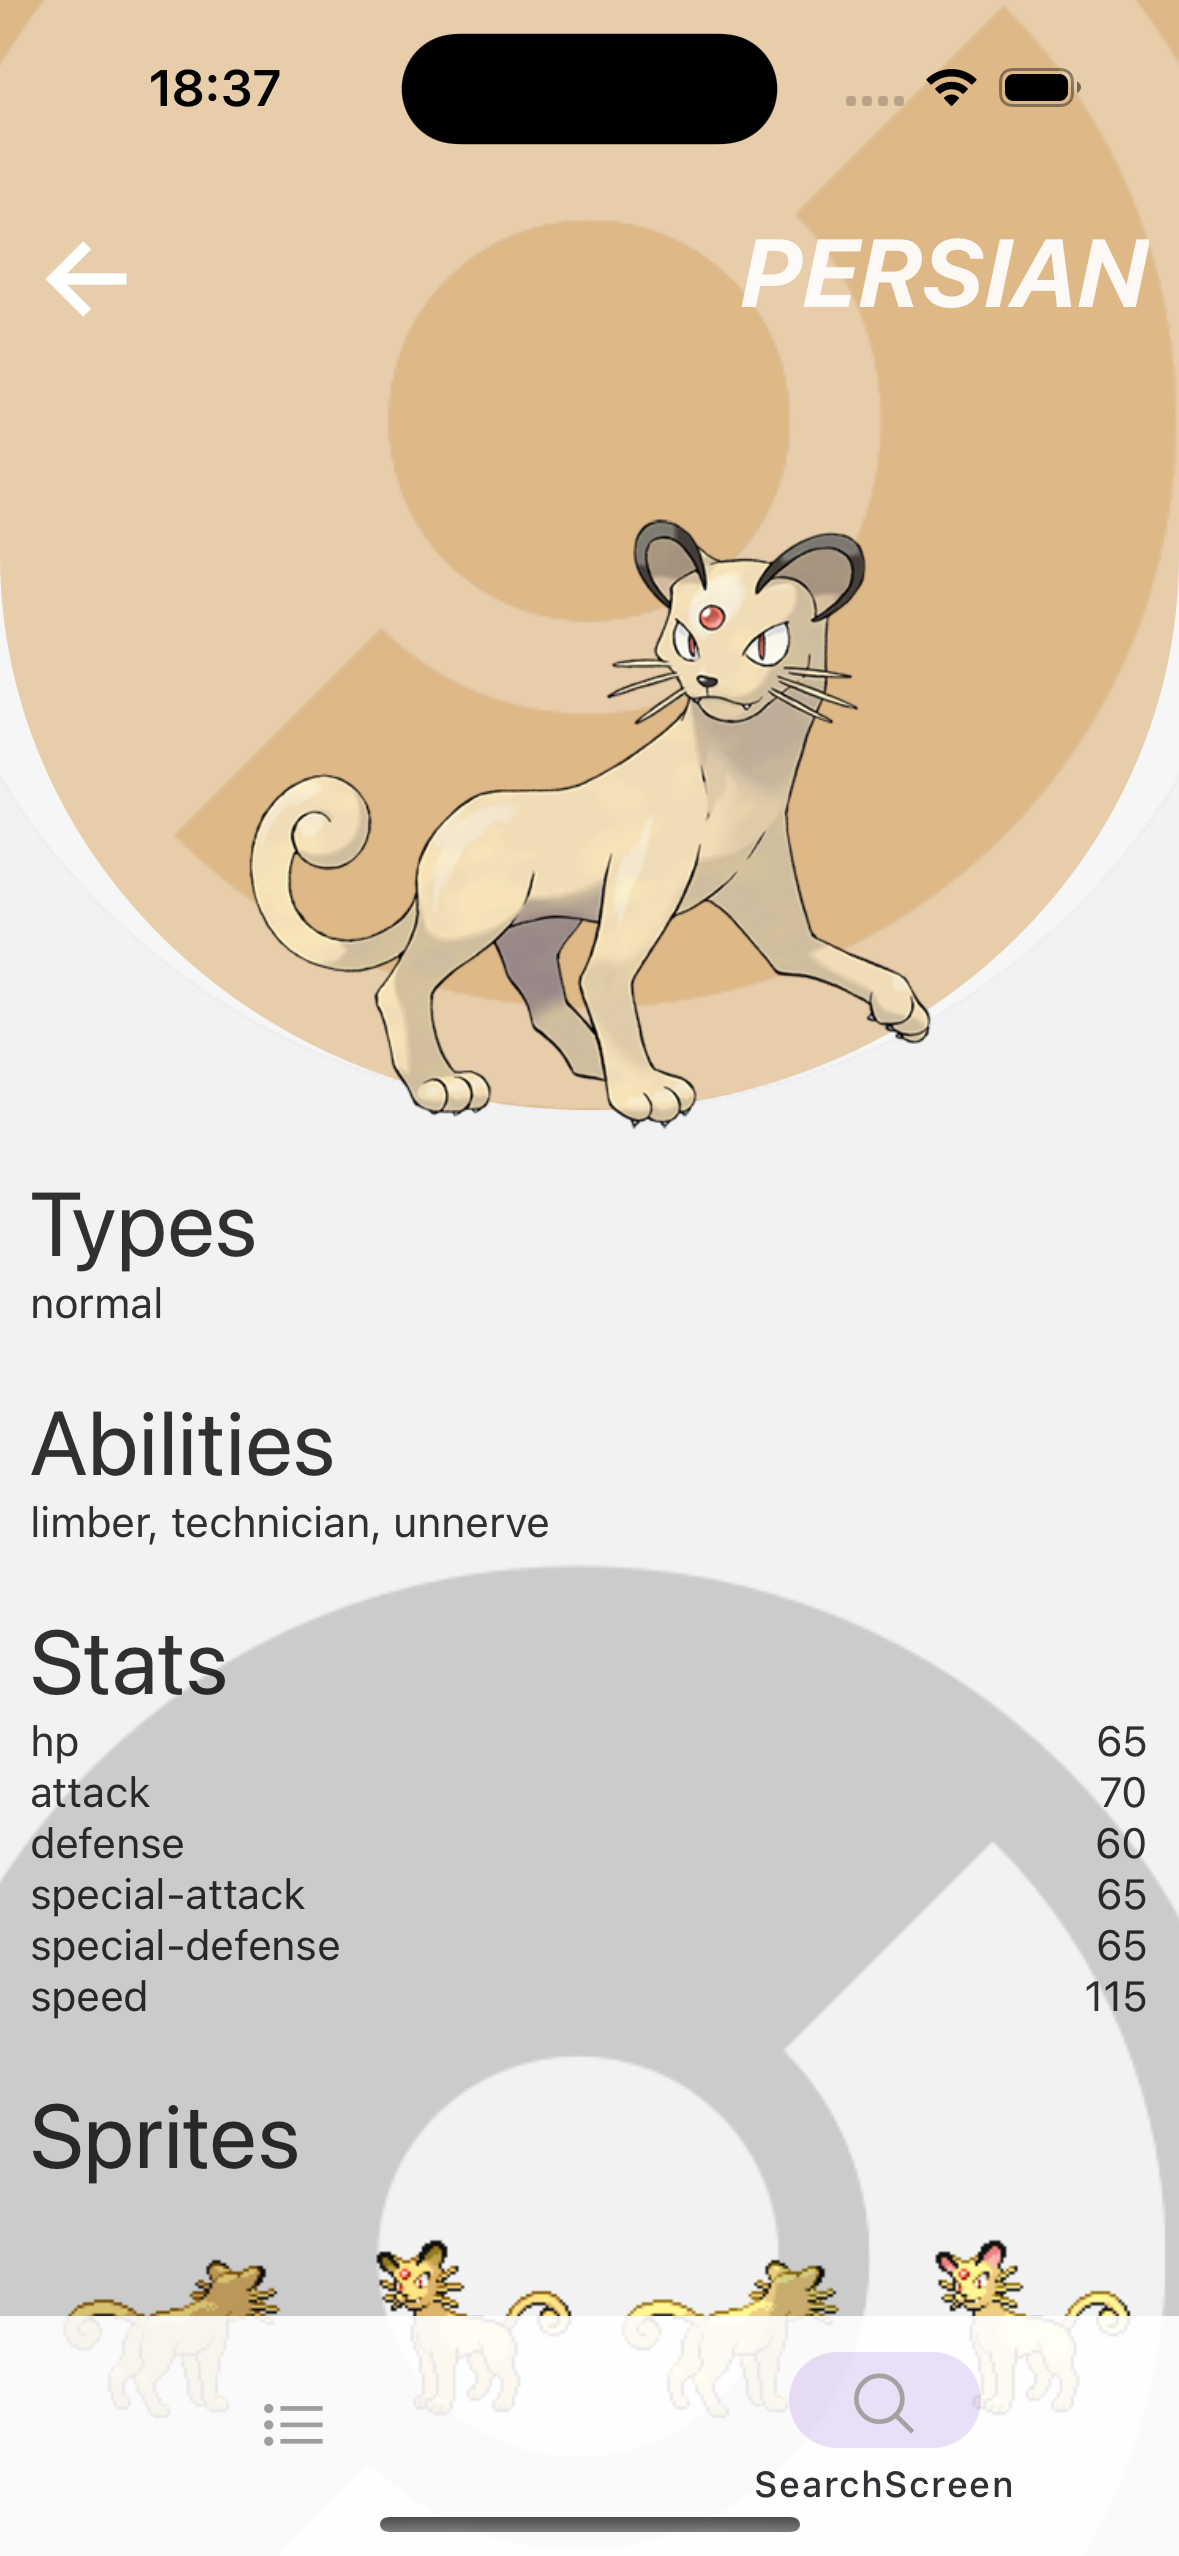 18:37
PERSIAN
Types
normal
Abilities
limber, technician, unnerve
Stats
hp 65
attack 70
defense 60
special-attack 65
special-defense 65
speed 115
Sprites
SearchScreen